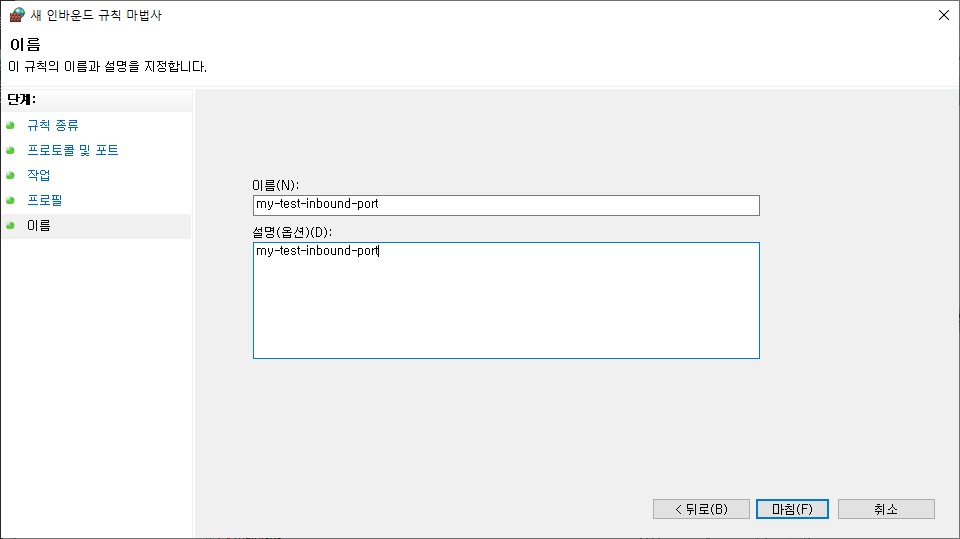 새 인바운드 규칙 마법사
이름
이 규칙의 이름과 설명을 지정합니다.
단계:
규칙 종류
프로토콜 및 포트
작업
프로필
이름
이름(N):
my-test-inbound-port
설명(옵션)(D):
my-test-inbound-port
< 뒤로(B)
마침(F)
취소